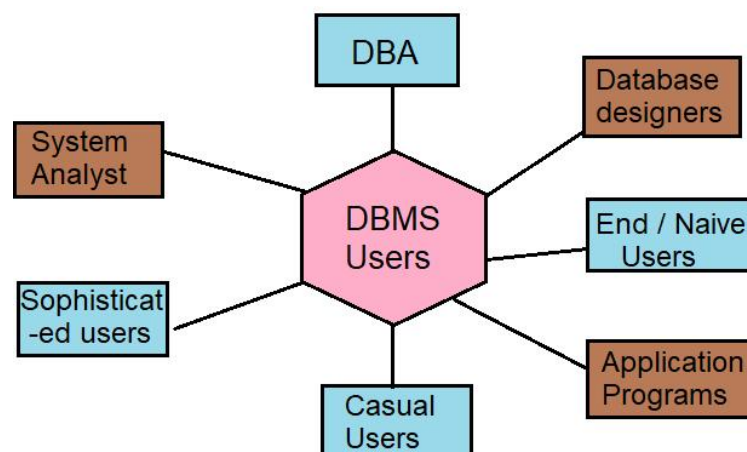 DBA
Database
designers
System
Analyst
DBMS
Users
End / Naive
Users
Sophisticat
-ed users
Application
Programs
Casual
Users